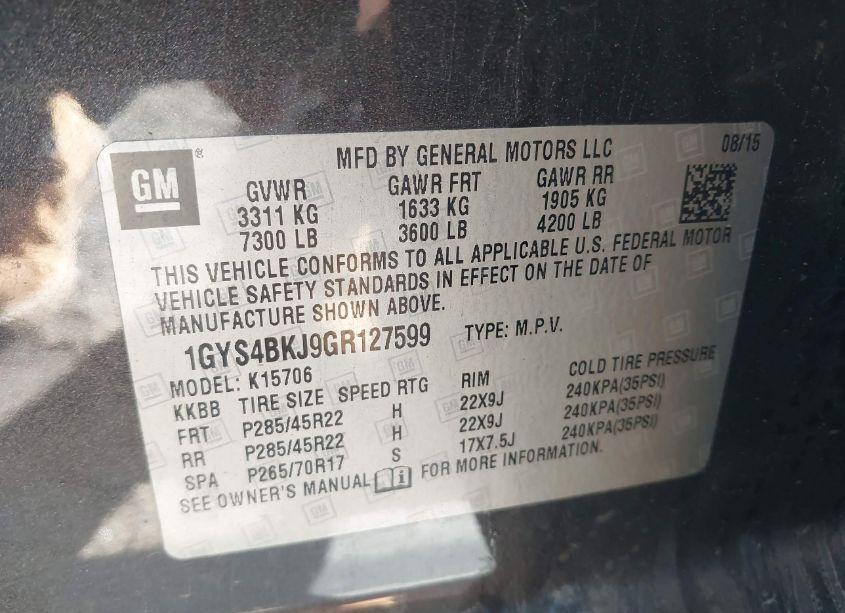 GM®
MFD BY GENERAL MOTORS LLC 08/15
GVWR GAWR FRT GAWR RR
3311 KG 1633 KG 1905 KG
7300 LB 3600 LB 4200 LB
THIS VEHICLE CONFORMS TO ALL APPLICABLE U.S. FEDERAL MOTOR
VEHICLE SAFETY STANDARDS IN EFFECT ON THE DATE OF
MANUFACTURE SHOWN ABOVE.
1GYS4BKJ9GR127599 TYPE: M.P.V.
MODEL: K15706
KKBB TIRE SIZE SPEED RTG RIM COLD TIRE PRESSURE
FRT P285/45R22 H 22X9J 240KPA(35PSI)
RR P285/45R22 H 22X9J 240KPA(35PSI)
SPA P265/70R17 S 17X7.5J 240KPA(35PSI)
SEE OWNER'S MANUAL FOR MORE INFORMATION.